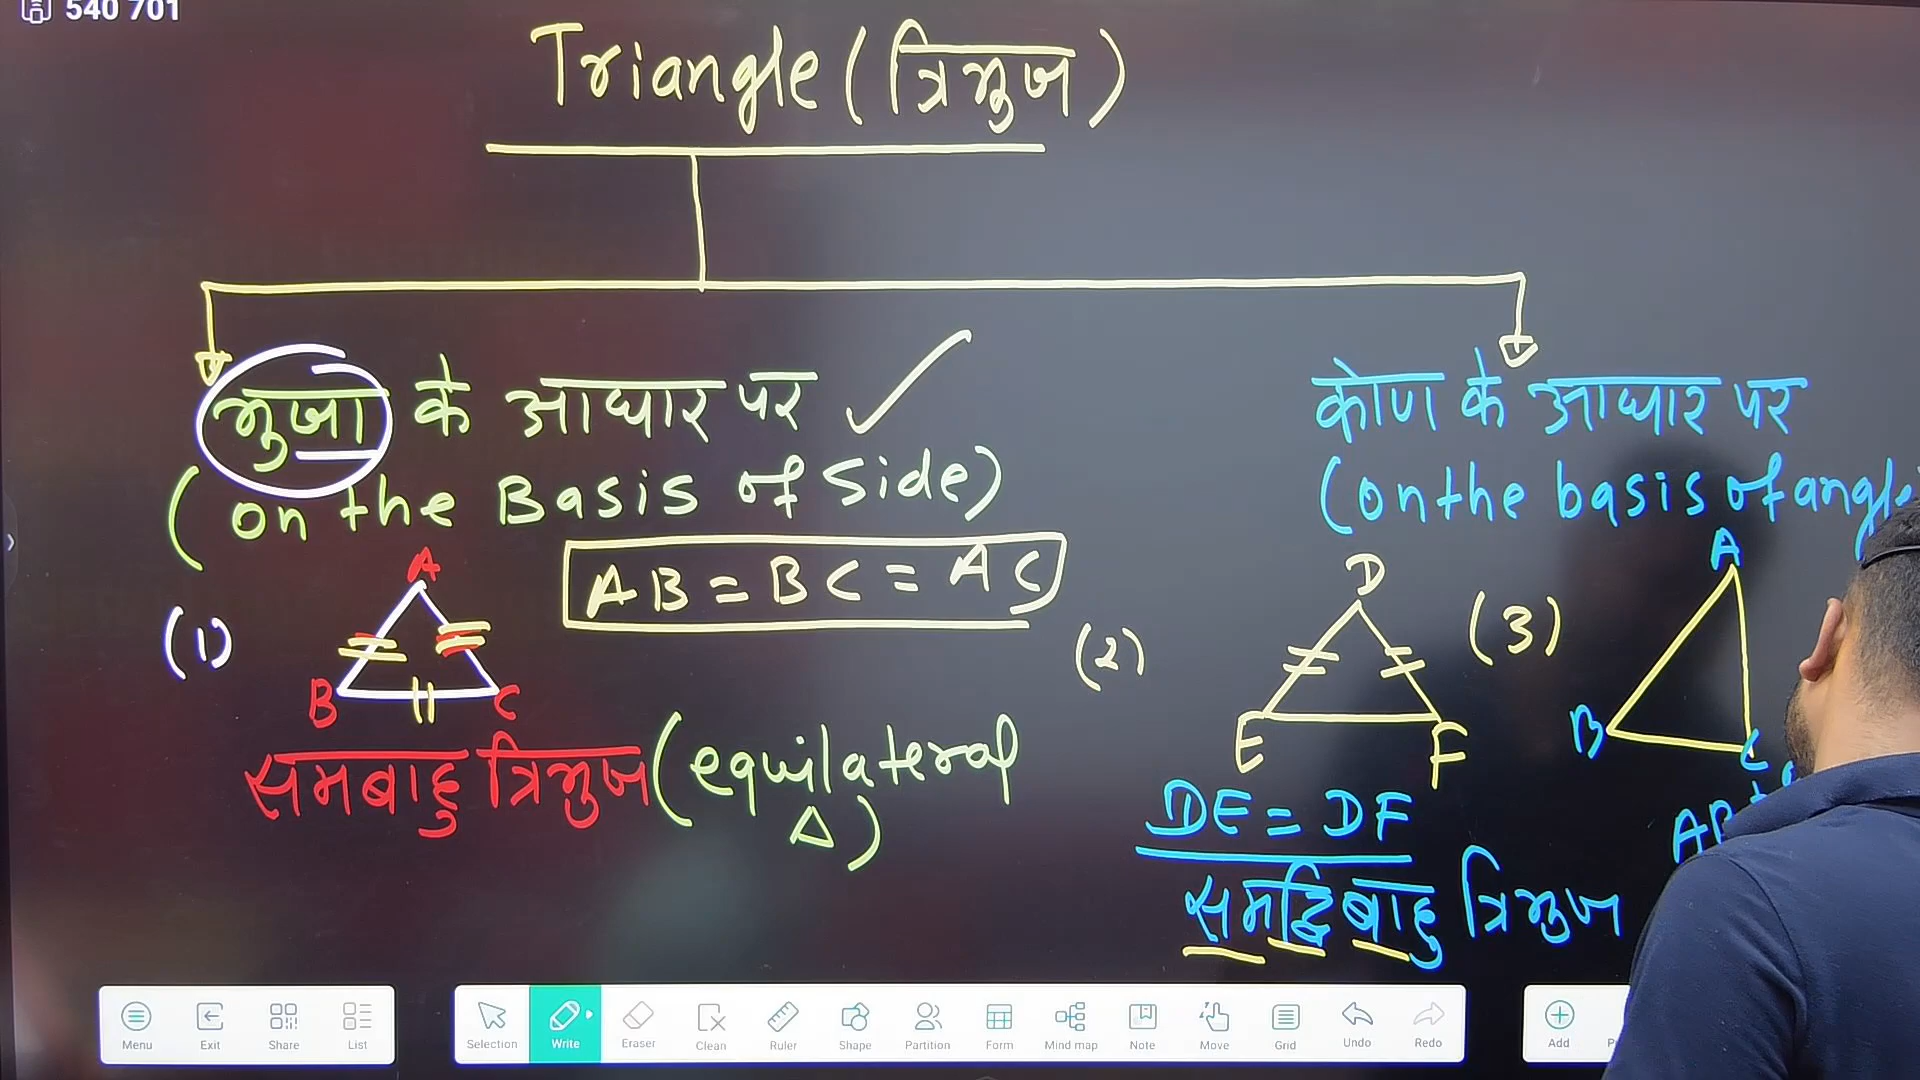 540 701
Triangle (त्रिभुज)
भुजा के आधार पर
(on the Basis of Side)
कोण के आधार पर
(on the basis of angle
(1)
A
B
C
AB = BC = AC
समबाहु त्रिभुज (equilateral
Δ)
(2)
D
E
F
DE = DF
समद्विबाहु त्रिभुज
(3)
A
B
C
Menu
Exit
Share
List
Selection
Write
Eraser
Clean
Ruler
Shape
Partition
Form
Mind map
Note
Move
Grid
Undo
Redo
Add